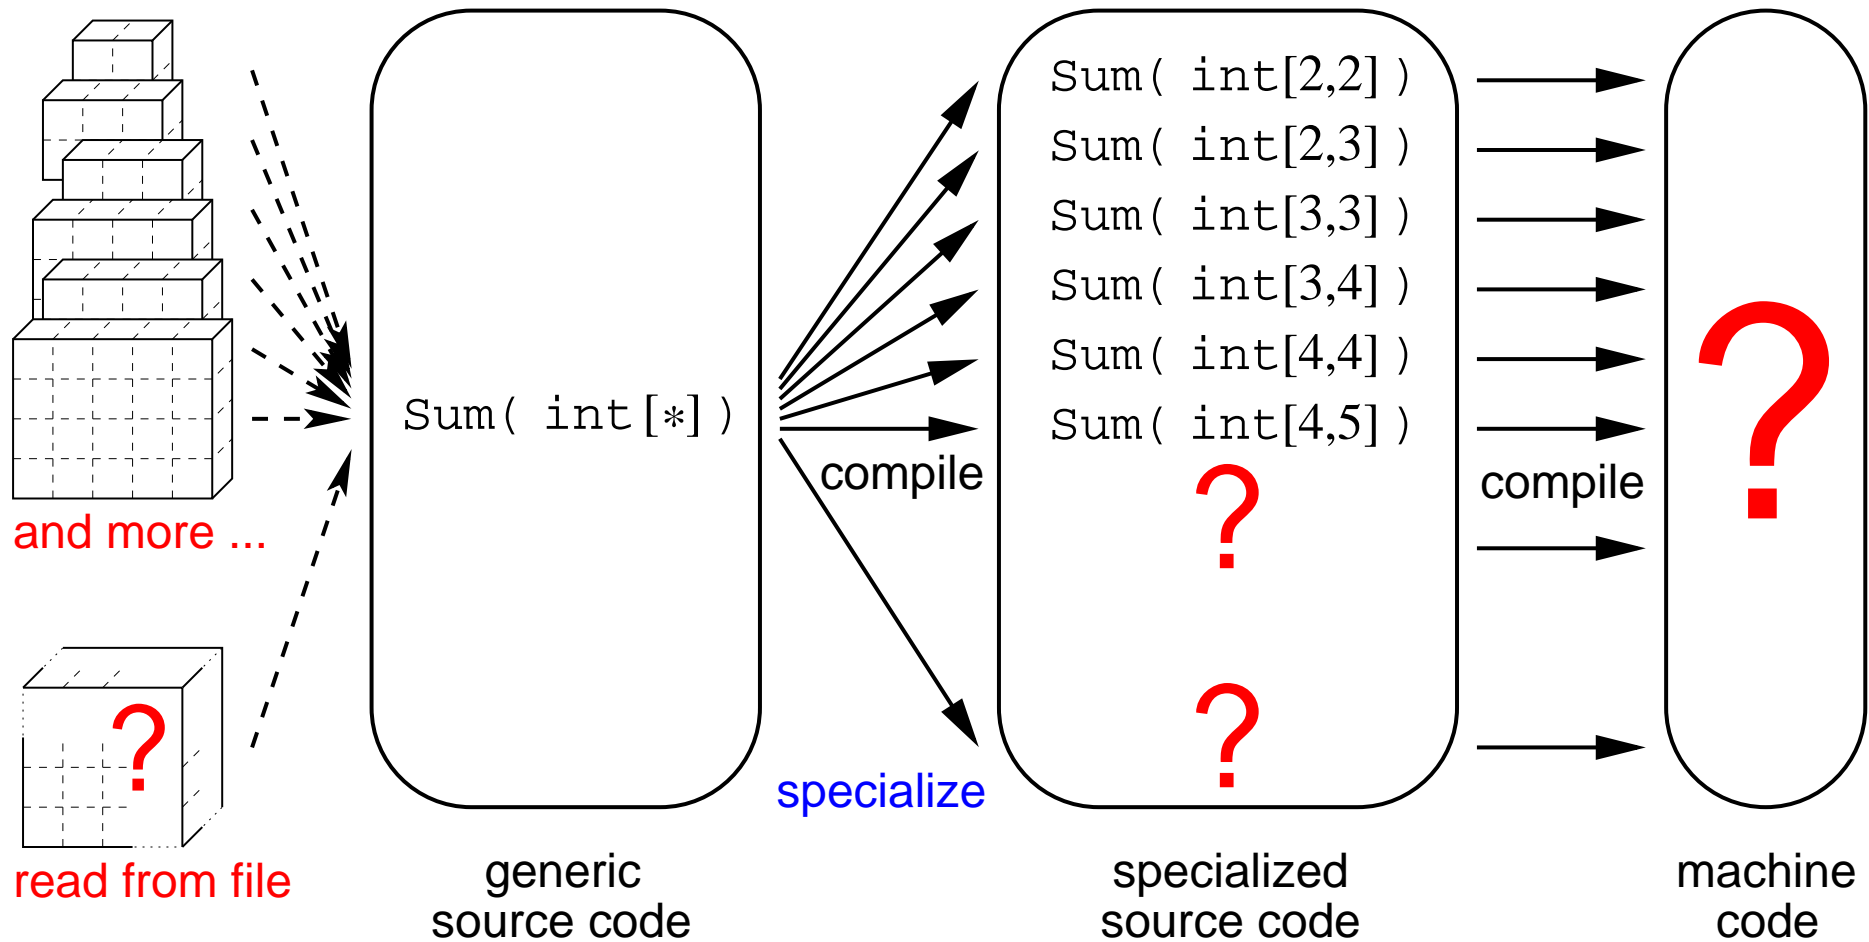 and more ...
?
read from file
Sum( int[*] )
generic
source code
compile
specialize
Sum( int[2,2] )
Sum( int[2,3] )
Sum( int[3,3] )
Sum( int[3,4] )
Sum( int[4,4] )
Sum( int[4,5] )
?
?
specialized
source code
compile
?
machine
code